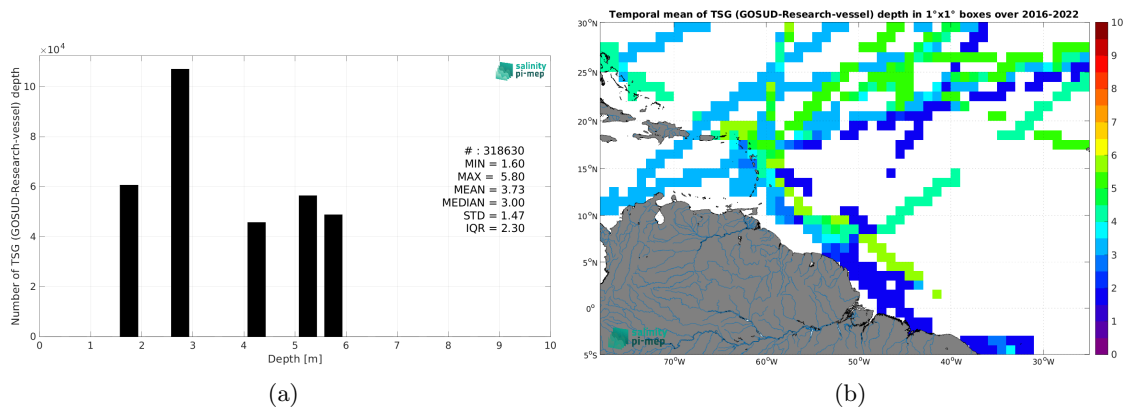 ×10⁴
10
8
6
4
2
0
Number of TSG (GOSUD-Research-vessel) depth
salinity
pi-mep
# : 318630
MIN = 1.60
MAX = 5.80
MEAN = 3.73
MEDIAN = 3.00
STD = 1.47
IQR = 2.30
0 1 2 3 4 5 6 7 8 9 10
Depth [m]
(a)
Temporal mean of TSG (GOSUD-Research-vessel) depth in 1°x1° boxes over 2016-2022
30°N
25°N
20°N
15°N
10°N
5°N
0°
5°S
70°W 60°W 50°W 40°W 30°W
salinity
pi-mep
10
9
8
7
6
5
4
3
2
1
0
(b)